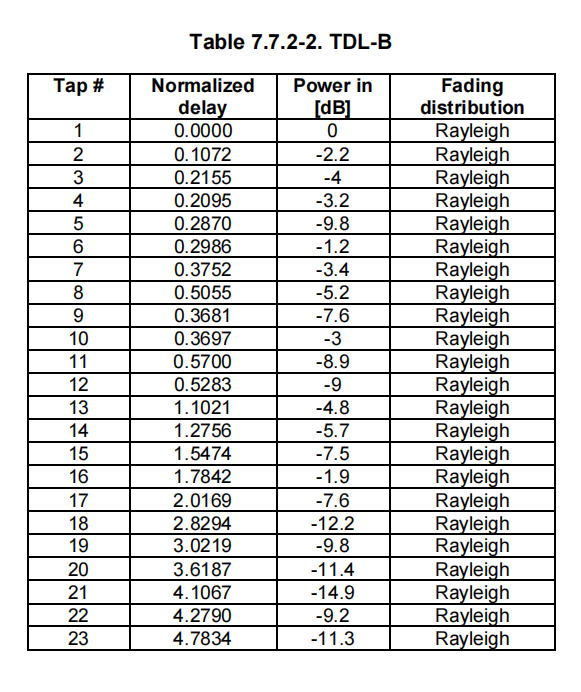 Table 7.7.2-2. TDL-B
Tap # Normalized delay Power in [dB] Fading distribution
1 0.0000 0 Rayleigh
2 0.1072 -2.2 Rayleigh
3 0.2155 -4 Rayleigh
4 0.2095 -3.2 Rayleigh
5 0.2870 -9.8 Rayleigh
6 0.2986 -1.2 Rayleigh
7 0.3752 -3.4 Rayleigh
8 0.5055 -5.2 Rayleigh
9 0.3681 -7.6 Rayleigh
10 0.3697 -3 Rayleigh
11 0.5700 -8.9 Rayleigh
12 0.5283 -9 Rayleigh
13 1.1021 -4.8 Rayleigh
14 1.2756 -5.7 Rayleigh
15 1.5474 -7.5 Rayleigh
16 1.7842 -1.9 Rayleigh
17 2.0169 -7.6 Rayleigh
18 2.8294 -12.2 Rayleigh
19 3.0219 -9.8 Rayleigh
20 3.6187 -11.4 Rayleigh
21 4.1067 -14.9 Rayleigh
22 4.2790 -9.2 Rayleigh
23 4.7834 -11.3 Rayleigh